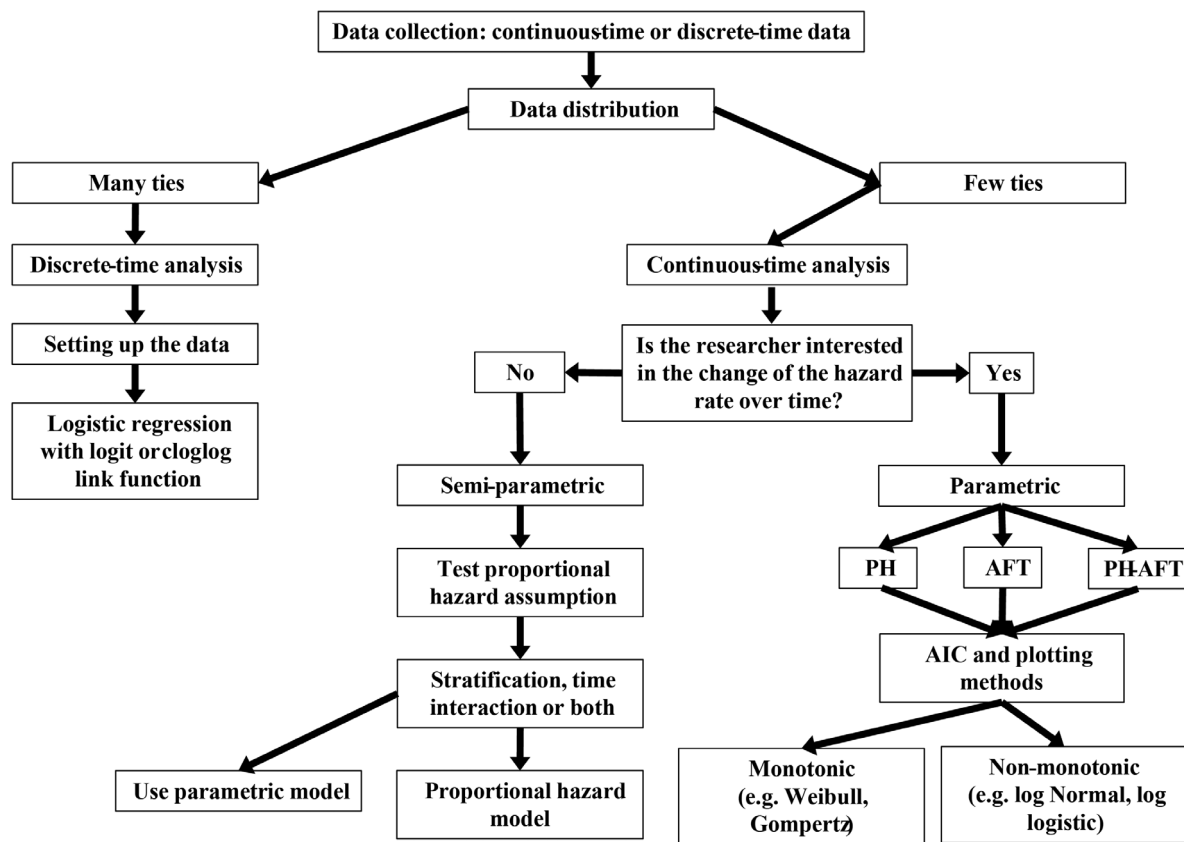 Data collection: continuous-time or discrete-time data
Data distribution
Many ties
Few ties
Discrete-time analysis
Continuous-time analysis
Setting up the data
Is the researcher interested
in the change of the hazard
rate over time?
No
Yes
Logistic regression
with logit orcloglog
link function
Semi-parametric
Parametric
Test proportional
hazard assumption
PH
AFT
PH-AFT
Stratification, time
interaction or both
AIC and plotting
methods
Use parametric model
Proportional hazard
model
Monotonic
(e.g. Weibull,
Gompertz)
Non-monotonic
(e.g. log Normal, log
logistic)